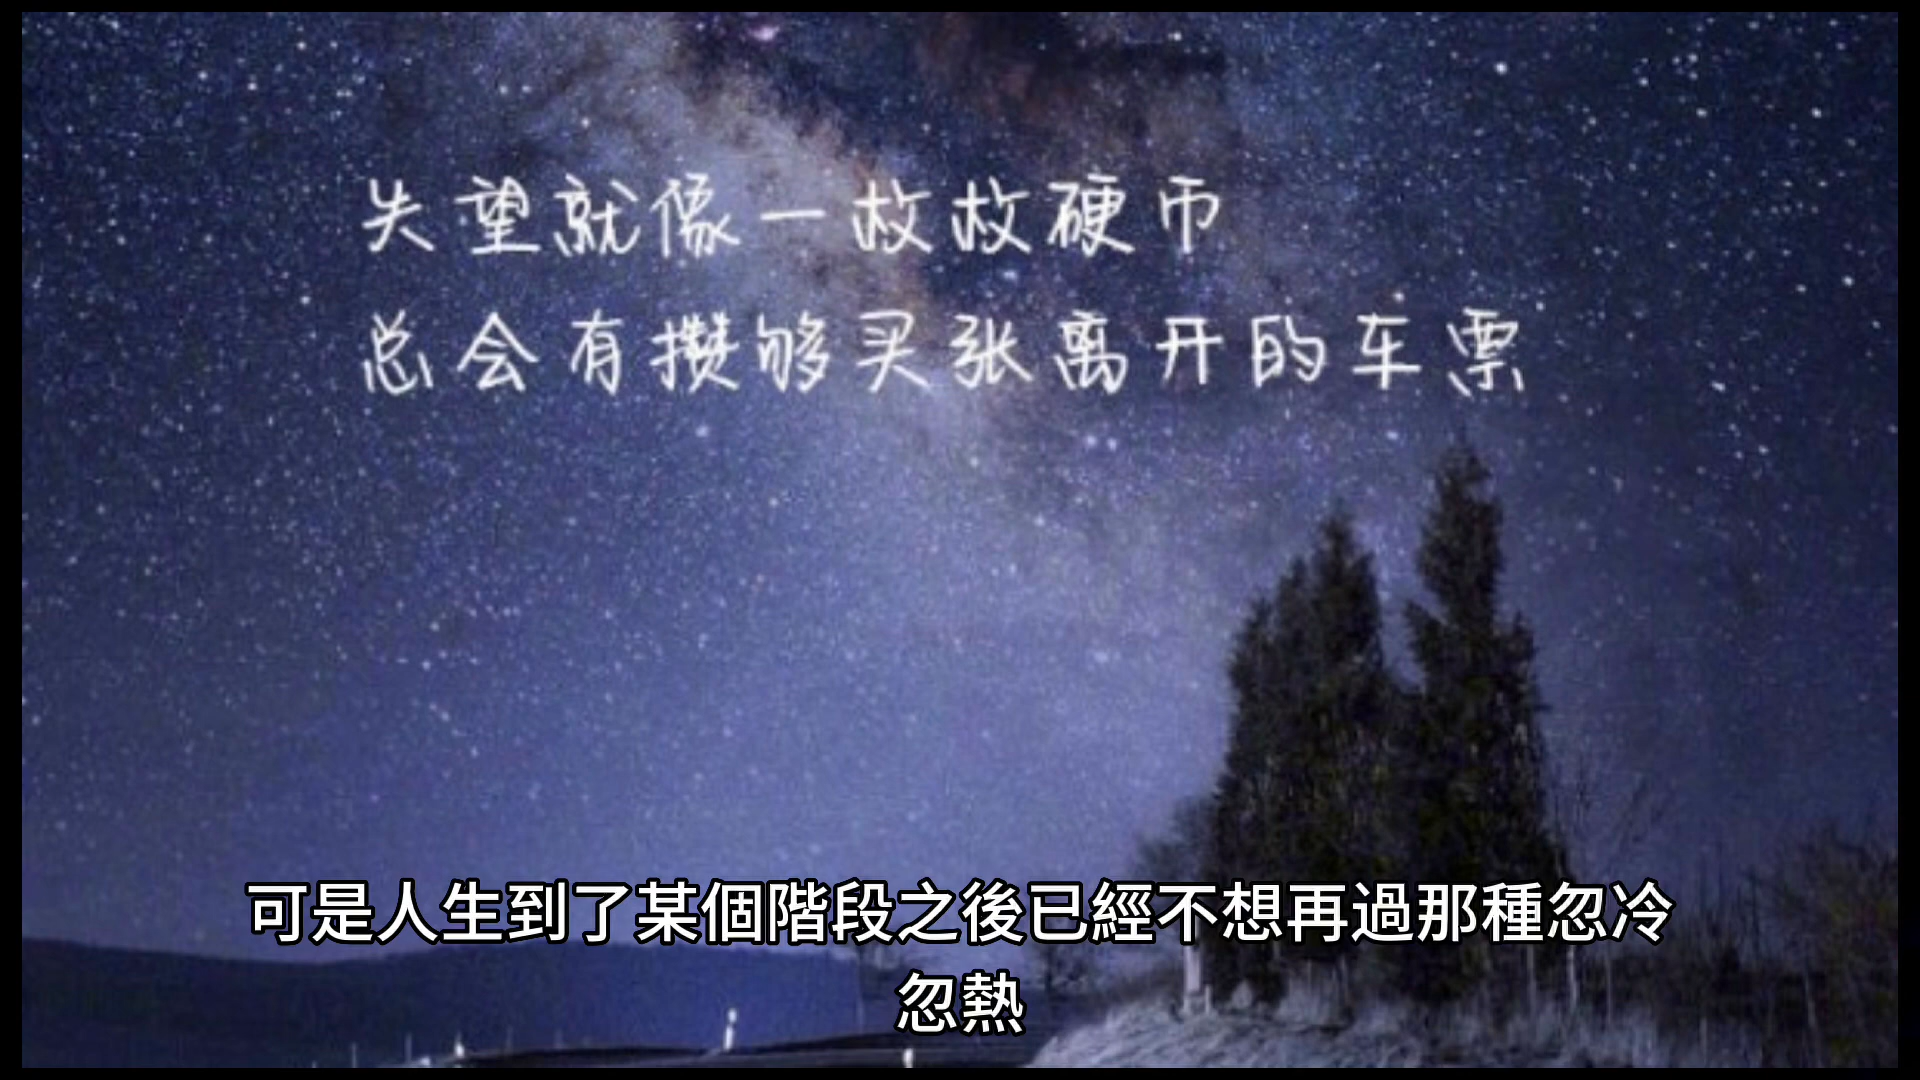 失望就像一枚枚硬币
总会有攒够买张离开的车票
可是人生到了某個階段之後已經不想再過那種忽冷
忽熱